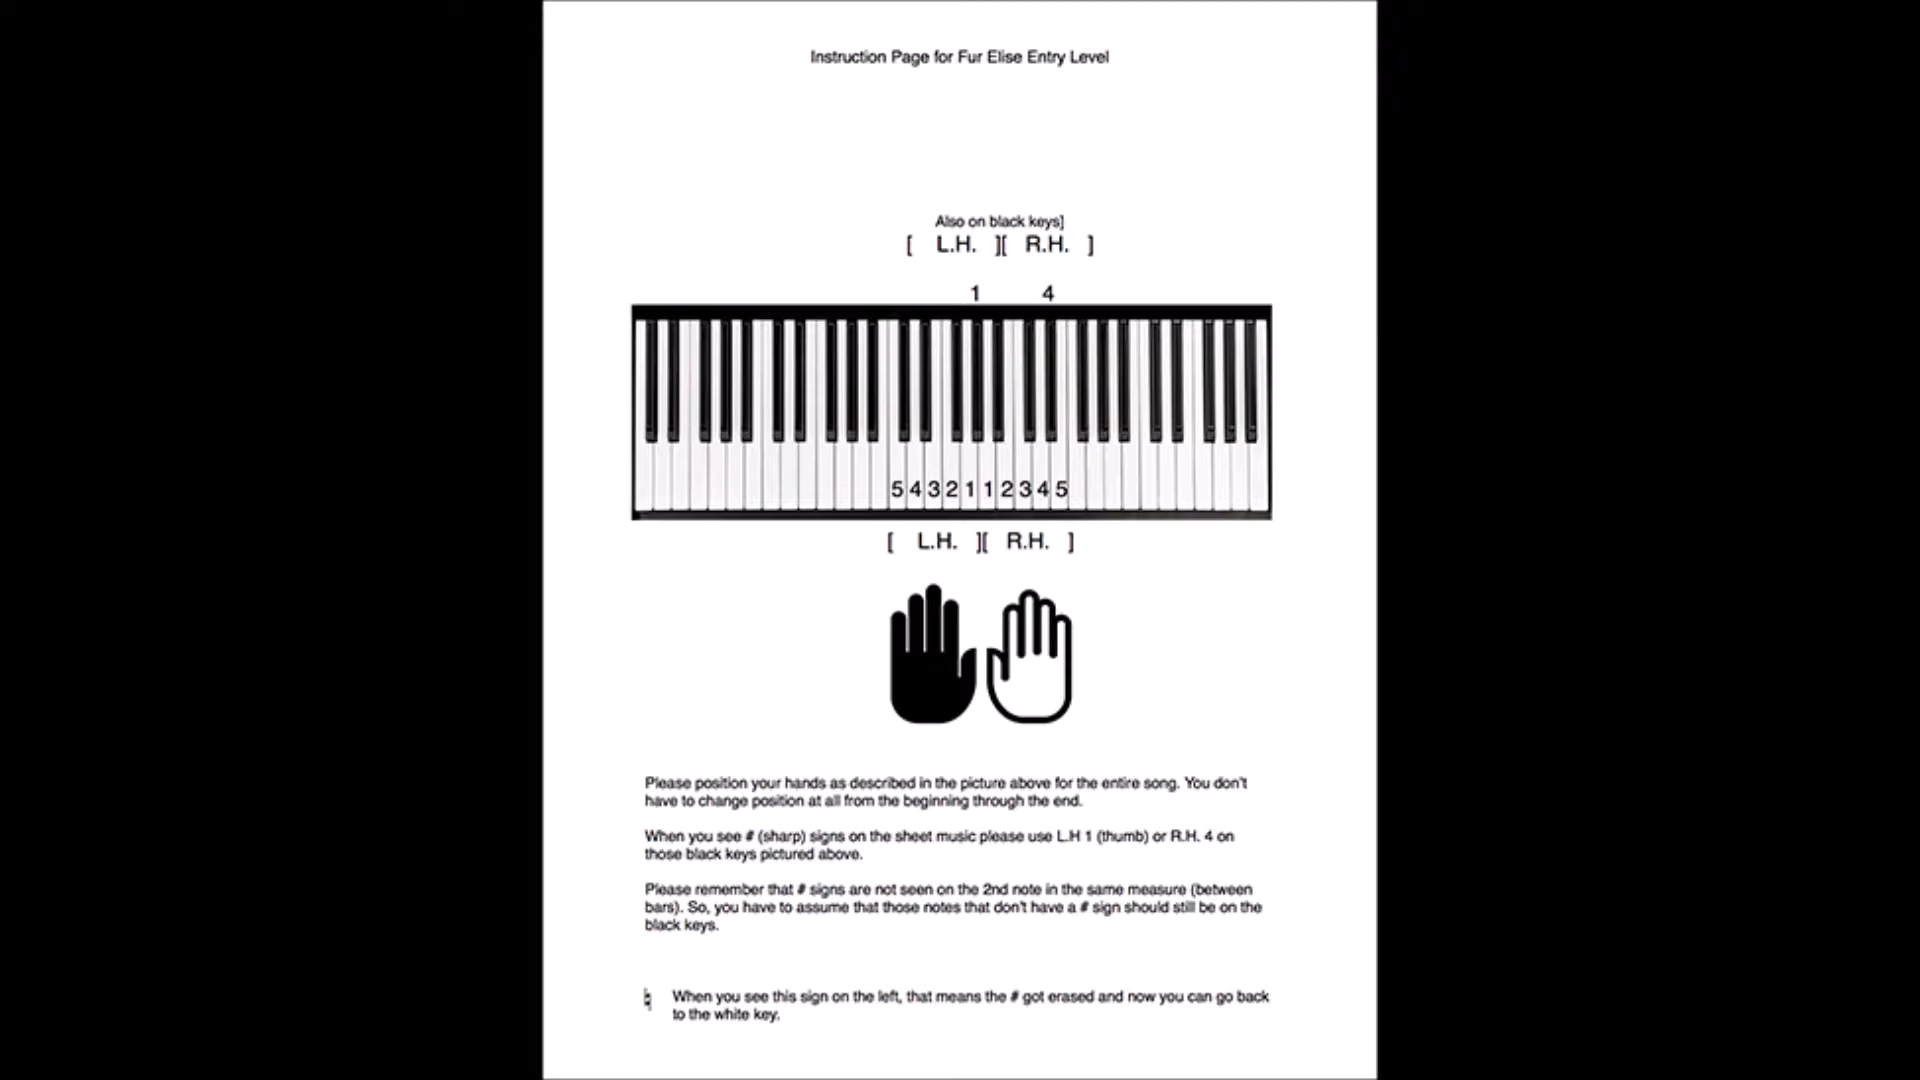 Instruction Page for Fur Elise Entry Level
Also on black keys]
[ L.H. ][ R.H. ]
1 4
5 4 3 2 1 1 2 3 4 5
[ L.H. ][ R.H. ]
Please position your hands as described in the picture above for the entire song. You don't
have to change position at all from the beginning through the end.
When you see # (sharp) signs on the sheet music please use L.H 1 (thumb) or R.H. 4 on
those black keys pictured above.
Please remember that # signs are not seen on the 2nd note in the same measure (between
bars). So, you have to assume that those notes that don't have a # sign should still be on the
black keys.
♮ When you see this sign on the left, that means the # got erased and now you can go back
to the white key.